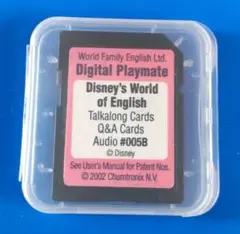 World Family English Ltd.
Digital Playmate
Disney's World
of English
Talkalong Cards
Q&A Cards
Audio #005B
© Disney
See User's Manual for Patent Nos.
© 2002 Chumtronix N.V.